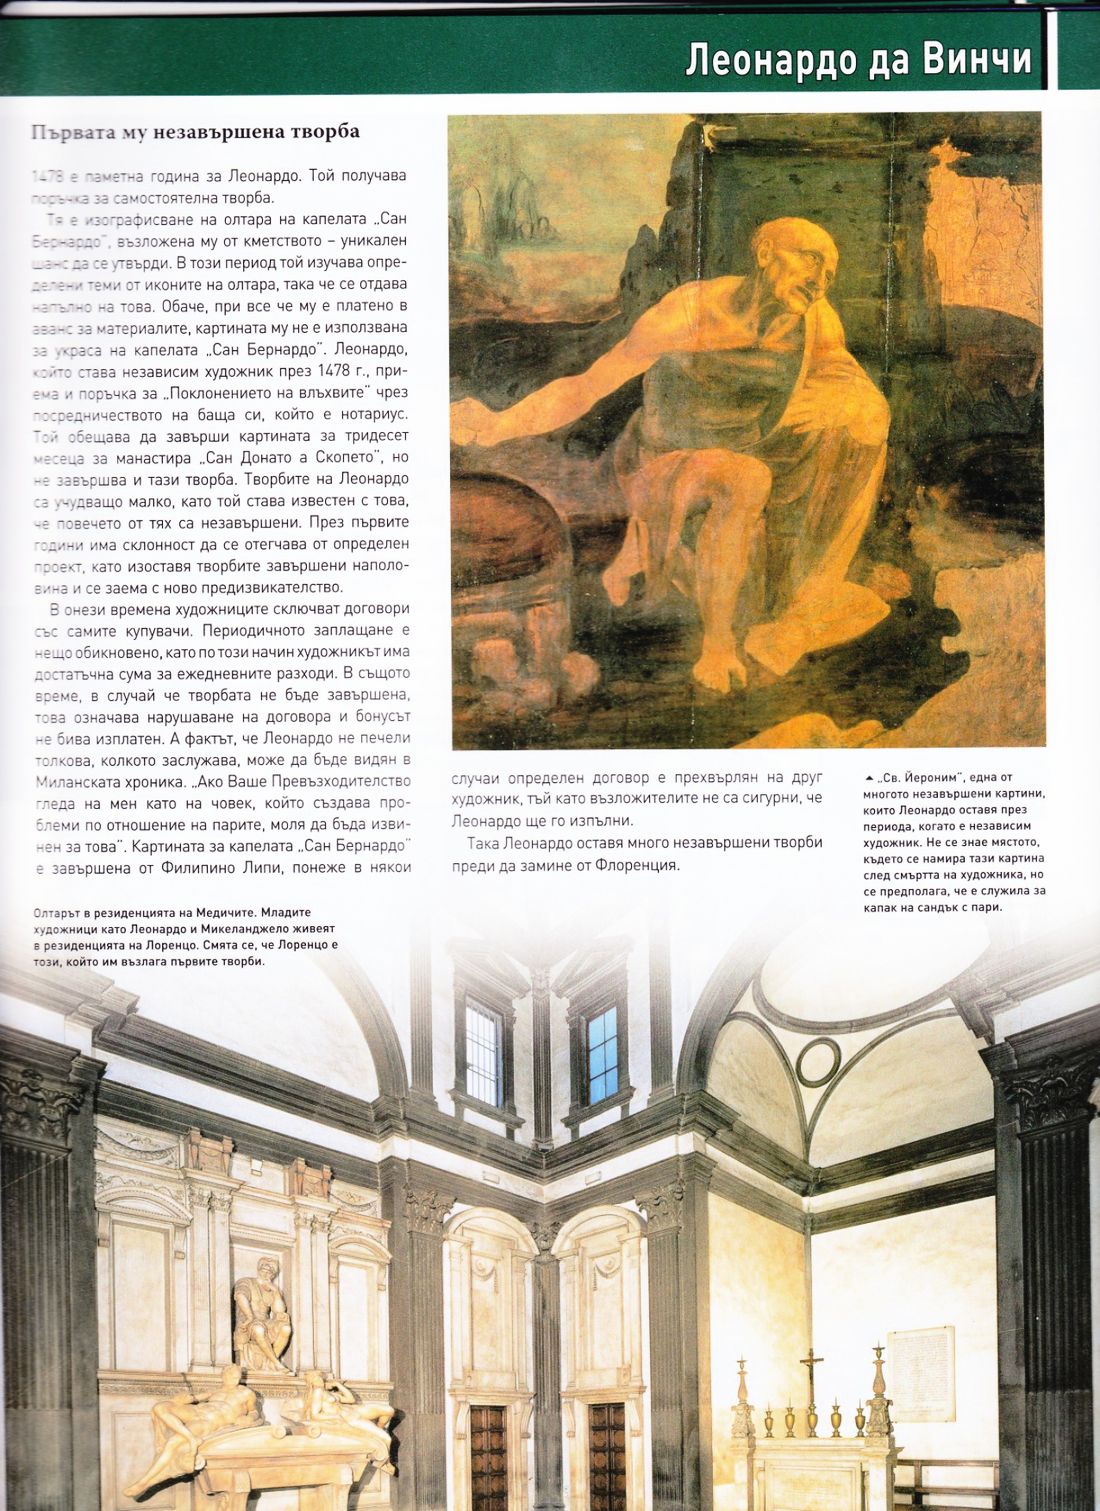 Леонардо да Винчи
Първата му незавършена творба
1478 е паметна година за Леонардо. Той получава
поръчка за самостоятелна творба.
Тя е изографисване на олтара на капелата „Сан
Бернардо“, възложена му от кметството – уникален
шанс да се утвърди. В този период той изучава опре-
делени теми от иконите на олтара, така че се отдава
напълно на това. Обаче, при все че му е платено в
аванс за материалите, картината му не е използвана
за украса на капелата „Сан Бернардо“. Леонардо,
който става независим художник през 1478 г., при-
ема и поръчка за „Поклонението на влъхвите“ чрез
посредничеството на баща си, който е нотариус.
Той обещава да завърши картината за тридесет
месеца за манастира „Сан Донато а Скопето“, но
не завършва и тази творба. Творбите на Леонардо
са учудващо малко, като той става известен с това,
че повечето от тях са незавършени. През първите
години има склонност да се отегчава от определен
проект, като изоставя творбите завършени наполо-
вина и се заема с ново предизвикателство.
В онези времена художниците сключват договори
със самите купувачи. Периодичното заплащане е
нещо обикновено, като по този начин художникът има
достатъчна сума за ежедневните разходи. В същото
време, в случай че творбата не бъде завършена,
това означава нарушаване на договора и бонусът
не бива изплатен. А фактът, че Леонардо не печели
толкова, колкото заслужава, може да бъде видян в
Миланската хроника. „Ако Ваше Превъзходителство
гледа на мен като на човек, който създава про-
блеми по отношение на парите, моля да бъда изви-
нен за това“. Картината за капелата „Сан Бернардо“
е завършена от Филипино Липи, понеже в някои
случаи определен договор е прехвърлян на друг
художник, тъй като възложителите не са сигурни, че
Леонардо ще го изпълни.
Така Леонардо оставя много незавършени творби
преди да замине от Флоренция.
▲ „Св. Йероним“, една от
многото незавършени картини,
които Леонардо оставя през
периода, когато е независим
художник. Не се знае мястото,
където се намира тази картина
след смъртта на художника, но
се предполага, че е служила за
капак на сандък с пари.
Олтарът в резиденцията на Медичите. Младите
художници като Леонардо и Микеланджело живеят
в резиденцията на Лоренцо. Смята се, че Лоренцо е
този, който им възлага първите творби.